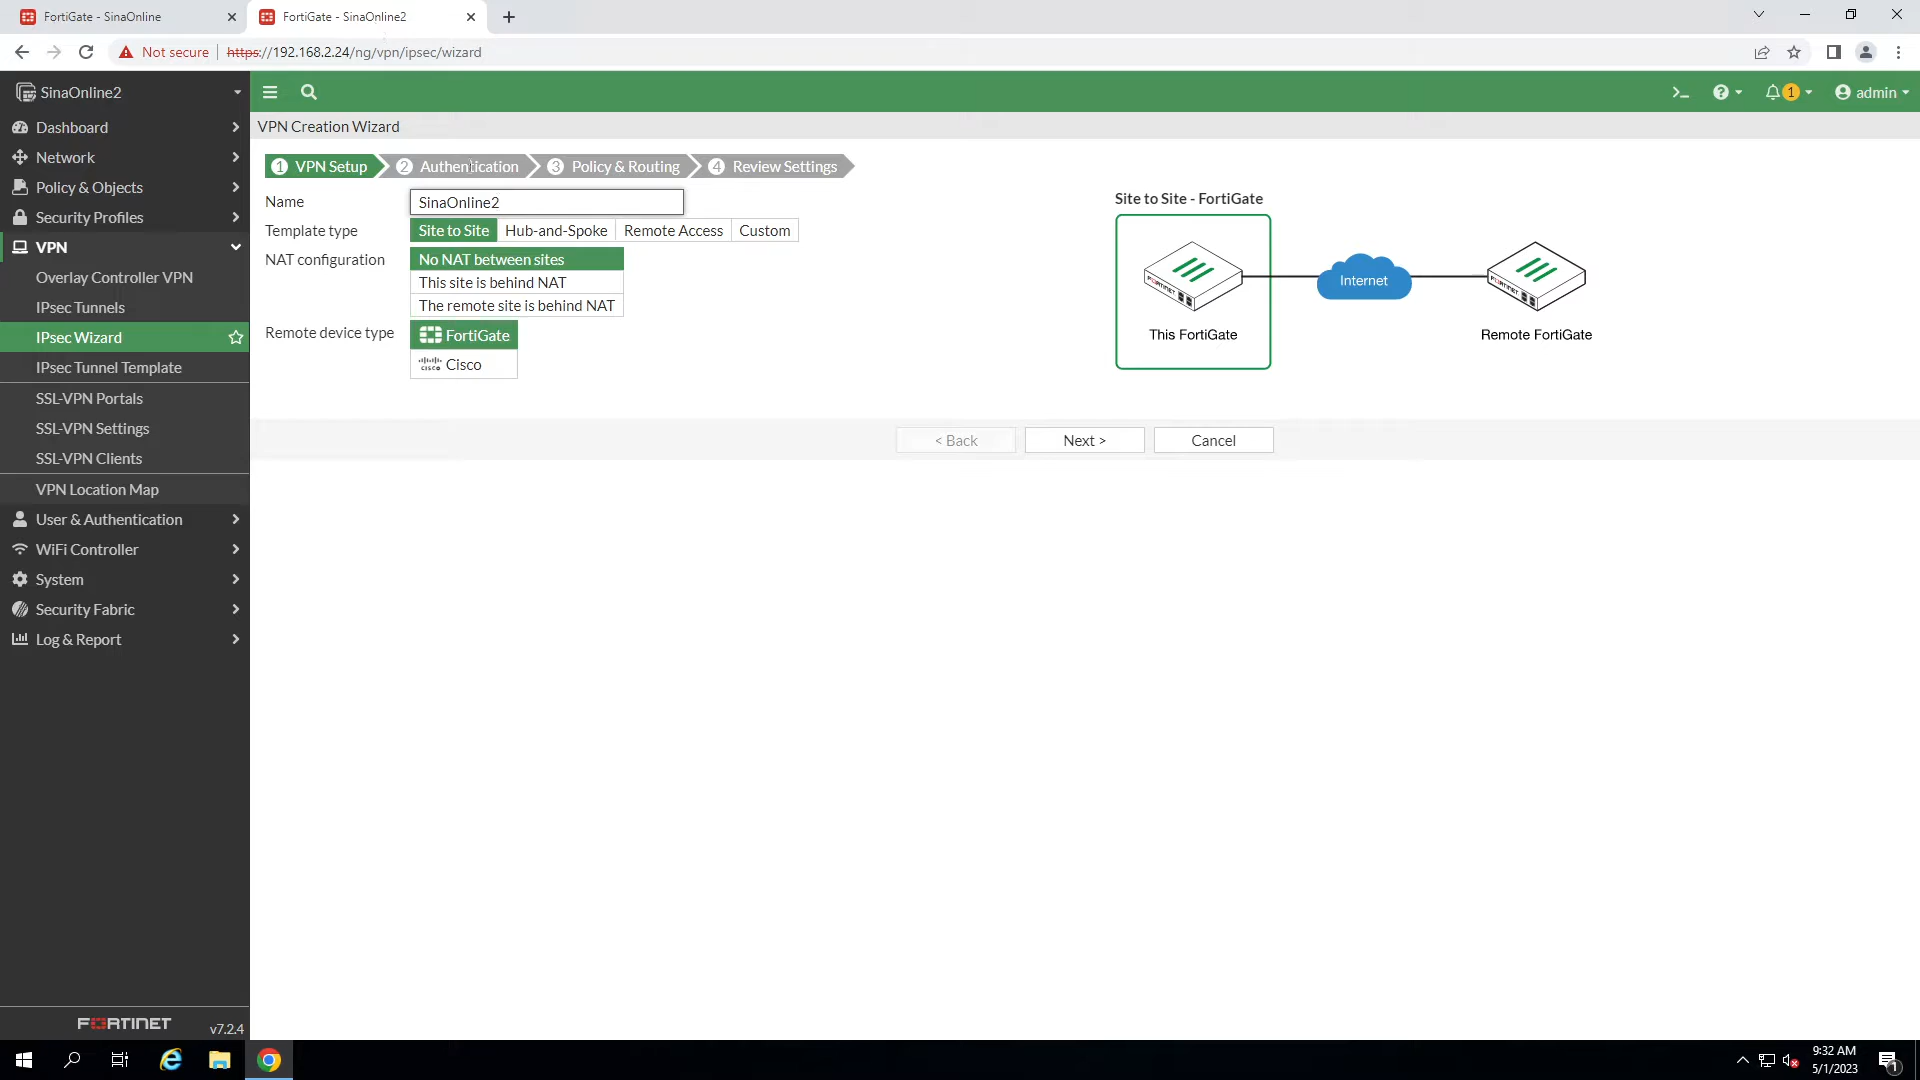 FortiGate - SinaOnline
FortiGate - SinaOnline2
Not secure
https://192.168.2.24/ng/vpn/ipsec/wizard
SinaOnline2
1
admin
Dashboard
Network
Policy & Objects
Security Profiles
VPN
Overlay Controller VPN
IPsec Tunnels
IPsec Wizard
IPsec Tunnel Template
SSL-VPN Portals
SSL-VPN Settings
SSL-VPN Clients
VPN Location Map
User & Authentication
WiFi Controller
System
Security Fabric
Log & Report
FORTINET
v7.2.4
VPN Creation Wizard
1 VPN Setup 2 Authentication 3 Policy & Routing 4 Review Settings
Name SinaOnline2
Template type Site to Site Hub-and-Spoke Remote Access Custom
NAT configuration No NAT between sites
This site is behind NAT
The remote site is behind NAT
Remote device type FortiGate
CISCO Cisco
Site to Site - FortiGate
FORTINET
Internet
FORTINET
This FortiGate
Remote FortiGate
< Back Next > Cancel
9:32 AM
5/1/2023
1